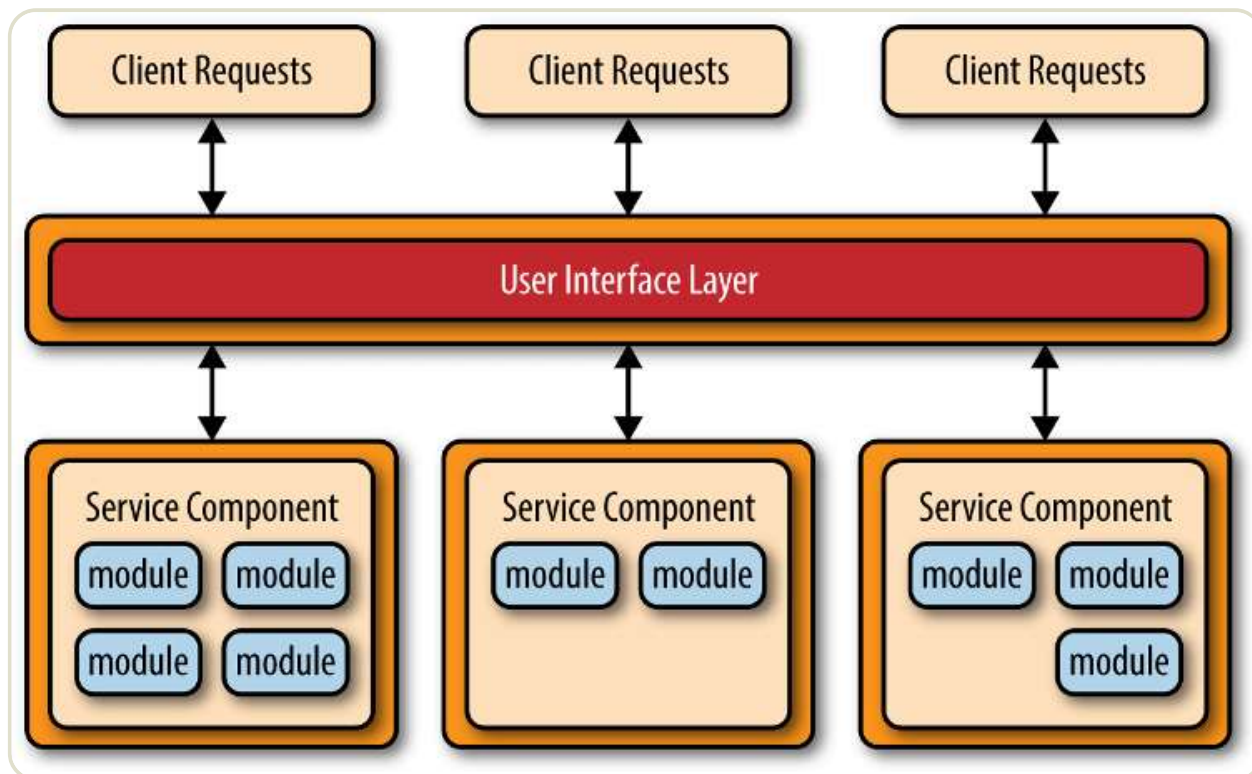 Client Requests
Client Requests
Client Requests
User Interface Layer
Service Component
module module
module module
Service Component
module module
Service Component
module module
module